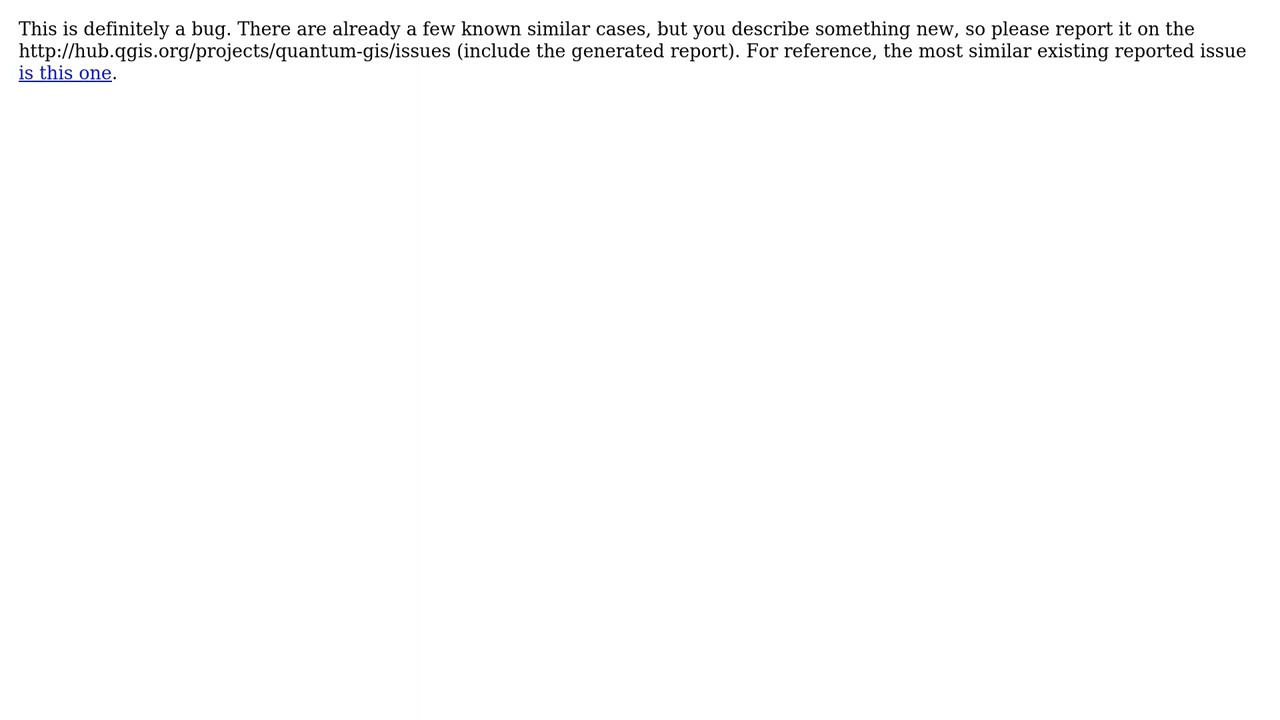 This is definitely a bug. There are already a few known similar cases, but you describe something new, so please report it on the
http://hub.qgis.org/projects/quantum-gis/issues (include the generated report). For reference, the most similar existing reported issue
is this one.